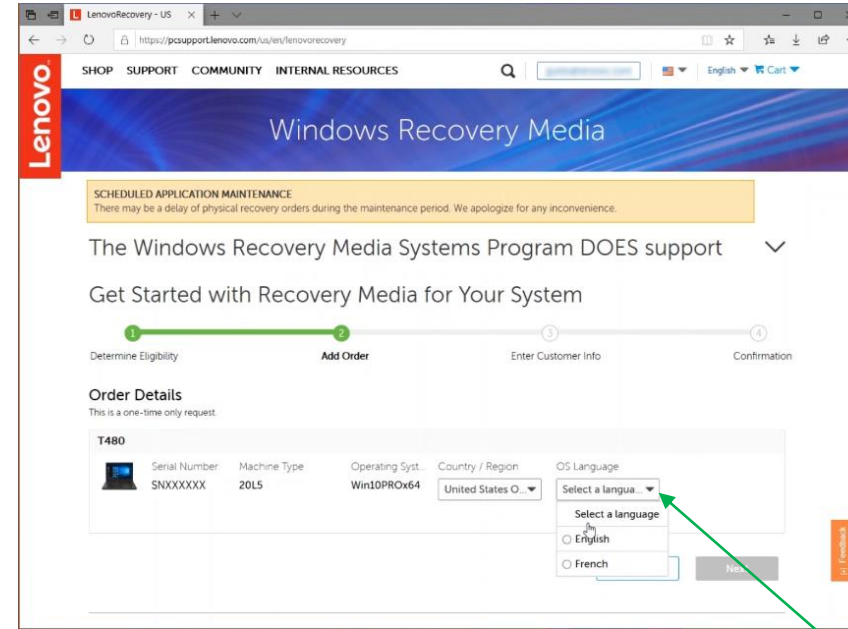 LenovoRecovery - US
https://pcsupport.lenovo.com/us/en/lenovorecovery
Lenovo
SHOP SUPPORT COMMUNITY INTERNAL RESOURCES English Cart
Windows Recovery Media
SCHEDULED APPLICATION MAINTENANCE
There may be a delay of physical recovery orders during the maintenance period. We apologize for any inconvenience.
The Windows Recovery Media Systems Program DOES support
Get Started with Recovery Media for Your System
1 2 3 4
Determine Eligibility Add Order Enter Customer Info Confirmation
Order Details
This is a one-time only request.
T480
Serial Number Machine Type Operating Syst... Country / Region OS Language
SNXXXXXX 20L5 Win10PROx64 United States O... Select a langua...
Select a language
English
French
Next
Feedback